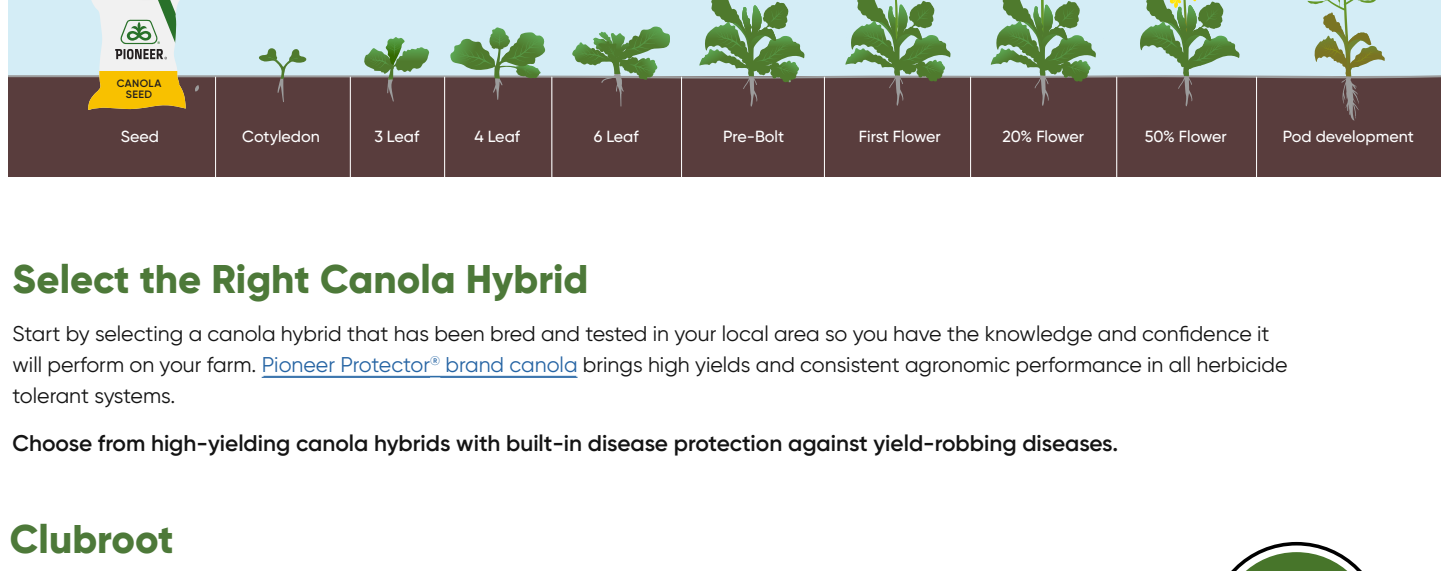 PIONEER®
CANOLA
SEED
Seed
Cotyledon
3 Leaf
4 Leaf
6 Leaf
Pre-Bolt
First Flower
20% Flower
50% Flower
Pod development
Select the Right Canola Hybrid
Start by selecting a canola hybrid that has been bred and tested in your local area so you have the knowledge and confidence it
will perform on your farm. Pioneer Protector® brand canola brings high yields and consistent agronomic performance in all herbicide
tolerant systems.
Choose from high-yielding canola hybrids with built-in disease protection against yield-robbing diseases.
Clubroot